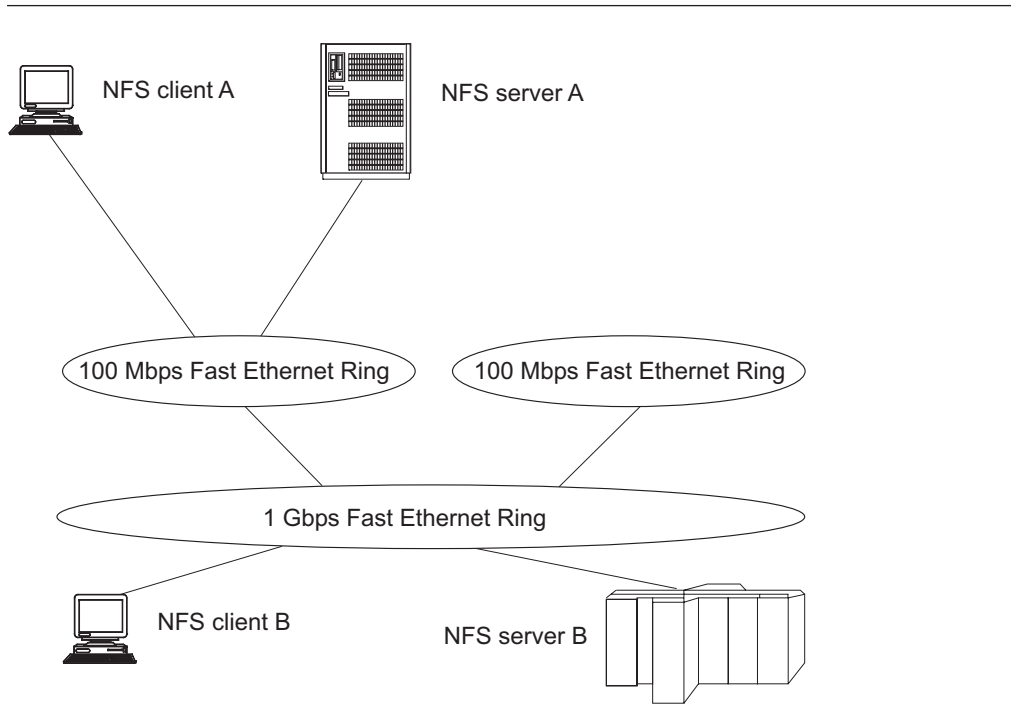 NFS client A
NFS server A
100 Mbps Fast Ethernet Ring
100 Mbps Fast Ethernet Ring
1 Gbps Fast Ethernet Ring
NFS client B
NFS server B